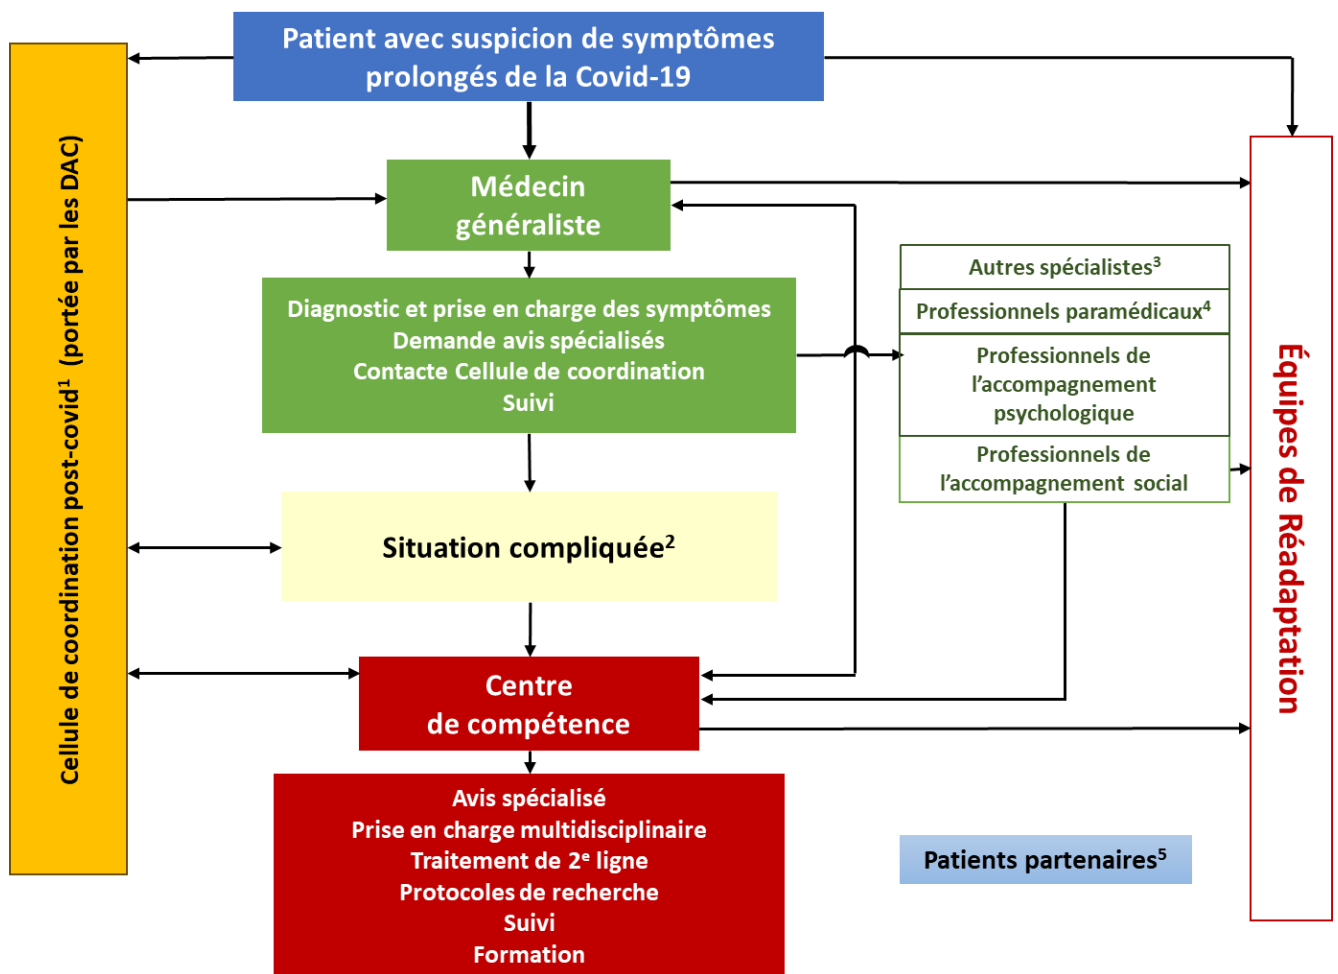 Patient avec suspicion de symptômes
prolongés de la Covid-19
Cellule de coordination post-covid¹ (portée par les DAC)
Médecin
généraliste
Diagnostic et prise en charge des symptômes
Demande avis spécialisés
Contacte Cellule de coordination
Suivi
Autres spécialistes³
Professionnels paramédicaux⁴
Professionnels de
l'accompagnement
psychologique
Professionnels de
l'accompagnement social
Équipes de Réadaptation
Situation compliquée²
Centre
de compétence
Avis spécialisé
Prise en charge multidisciplinaire
Traitement de 2ᵉ ligne
Protocoles de recherche
Suivi
Formation
Patients partenaires⁵